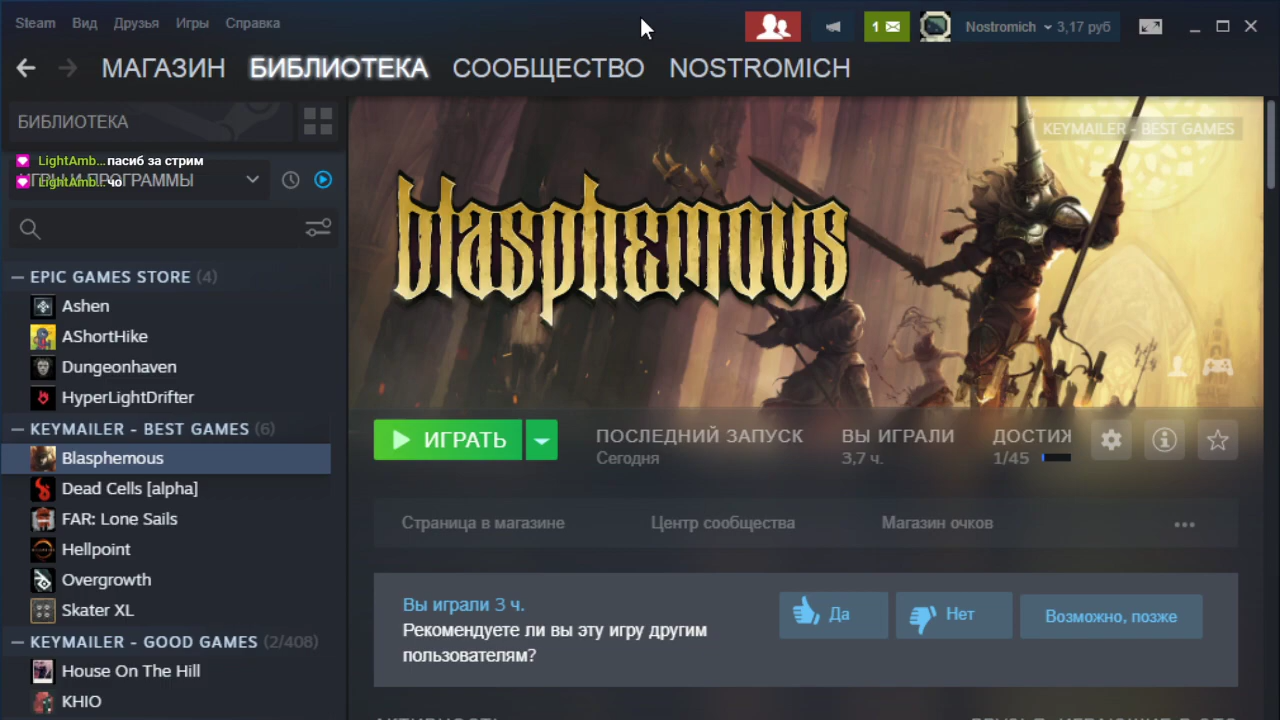 Steam Вид Друзья Игры Справка
1
Nostromich 3,17 руб
МАГАЗИН БИБЛИОТЕКА СООБЩЕСТВО NOSTROMICH
БИБЛИОТЕКА
KEYMAILER - BEST GAMES
LightAmb... пасиб за стрим
LightAmb... чо
ИГРЫ И ПРОГРАММЫ
blasphemous
— EPIC GAMES STORE (4)
Ashen
AShortHike
Dungeonhaven
HyperLightDrifter
— KEYMAILER - BEST GAMES (6)
Blasphemous
Dead Cells [alpha]
FAR: Lone Sails
Hellpoint
Overgrowth
Skater XL
— KEYMAILER - GOOD GAMES (2/408)
House On The Hill
KHIO
ИГРАТЬ
ПОСЛЕДНИЙ ЗАПУСК
Сегодня
ВЫ ИГРАЛИ
3,7 ч.
ДОСТИЖ
1/45
Страница в магазине Центр сообщества Магазин очков ...
Вы играли 3 ч.
Рекомендуете ли вы эту игру другим
пользователям?
Да Нет Возможно, позже